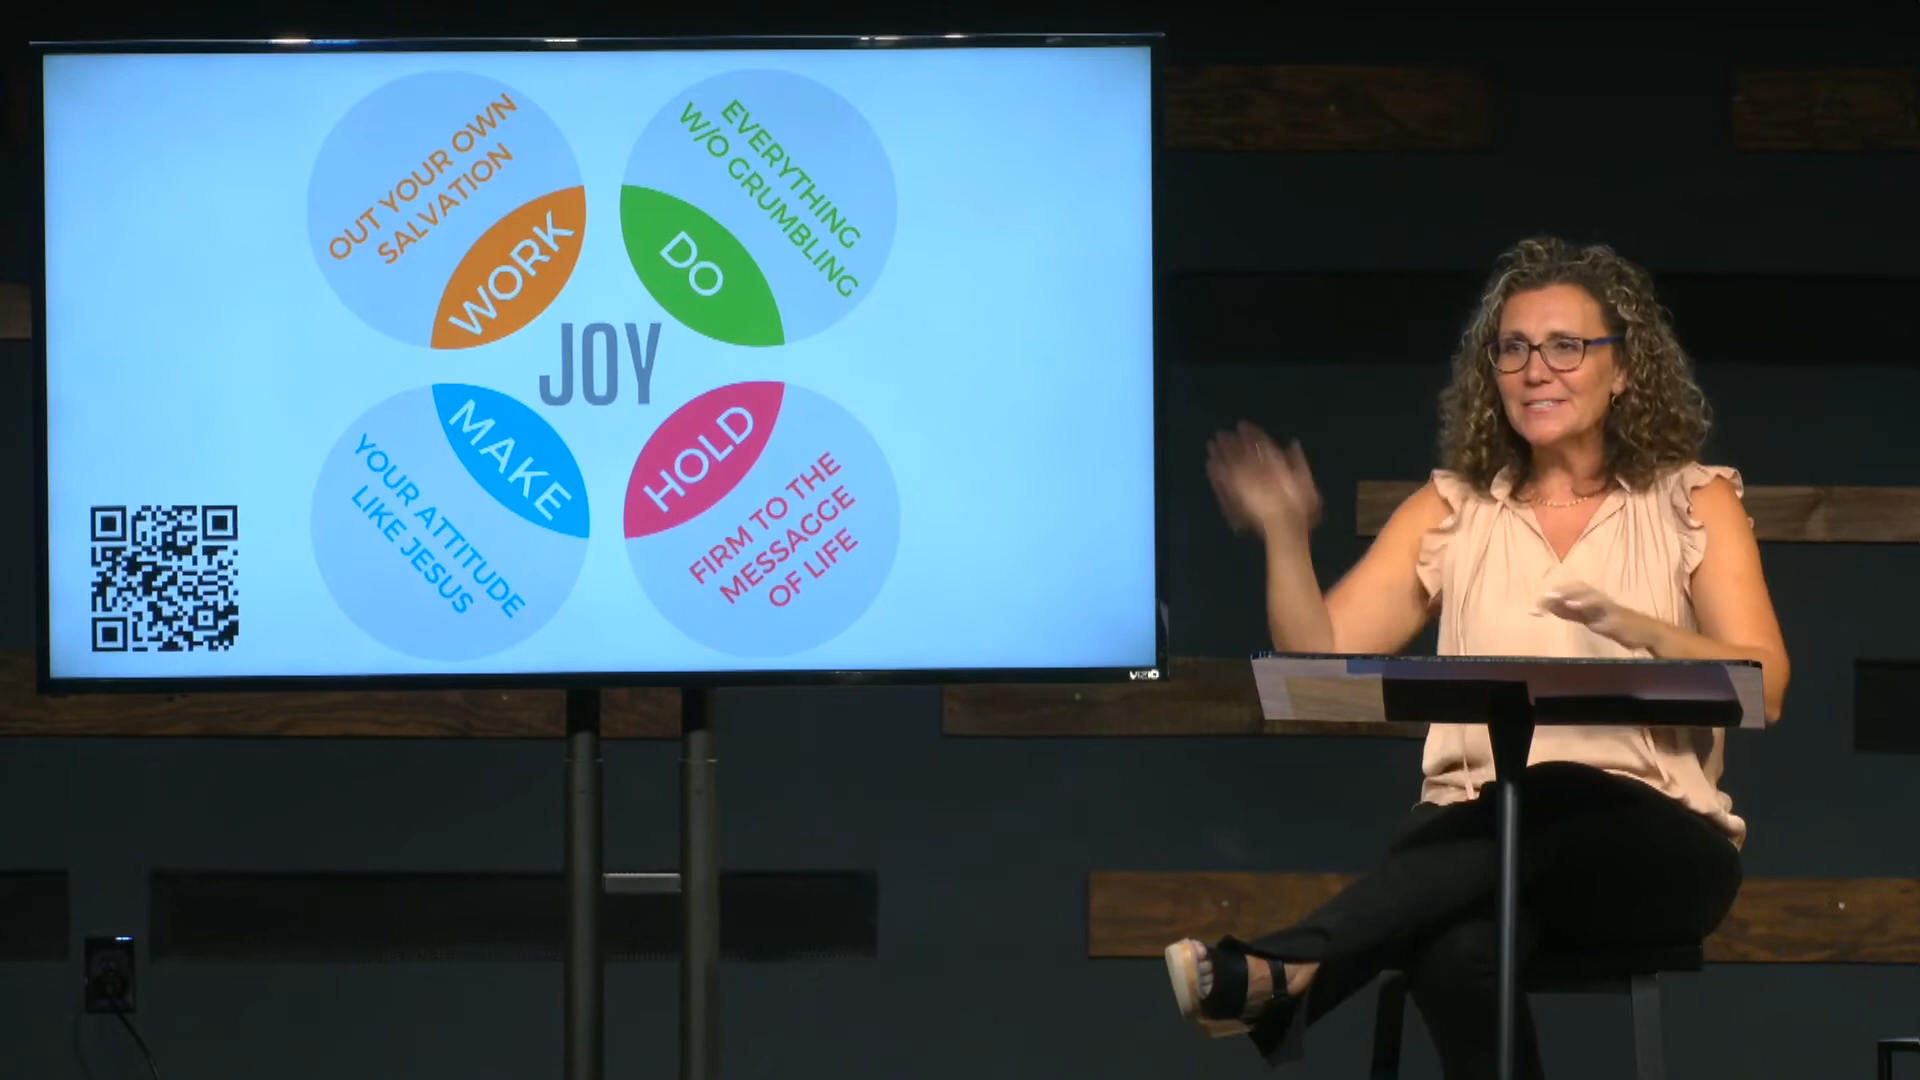 OUT YOUR OWN
SALVATION
WORK
EVERYTHING
W/O GRUMBLING
DO
JOY
MAKE
YOUR ATTITUDE
LIKE JESUS
HOLD
FIRM TO THE
MESSAGGE
OF LIFE
VIZIO